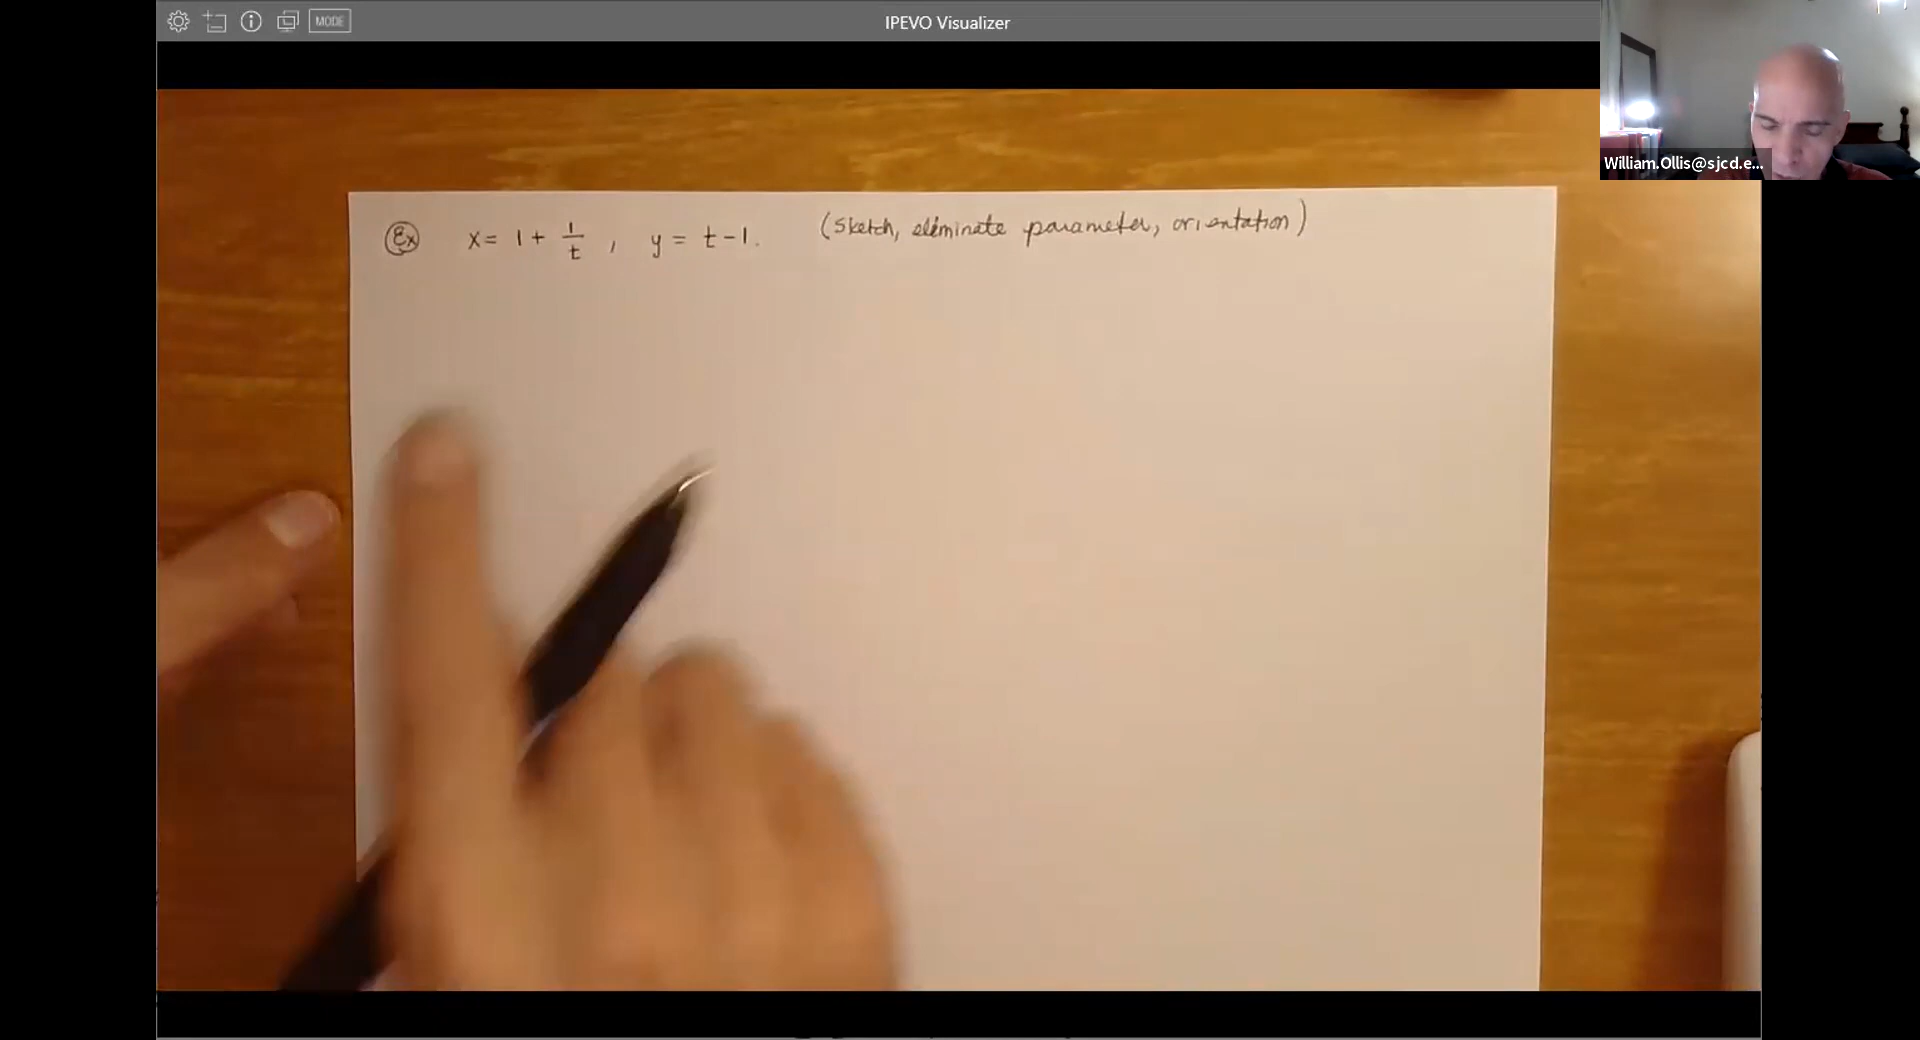 MODE
IPEVO Visualizer
William.Ollis@sjcd.e...
Ex x = 1 + 1/t , y = t - 1. (sketch, eliminate parameter, orientation)